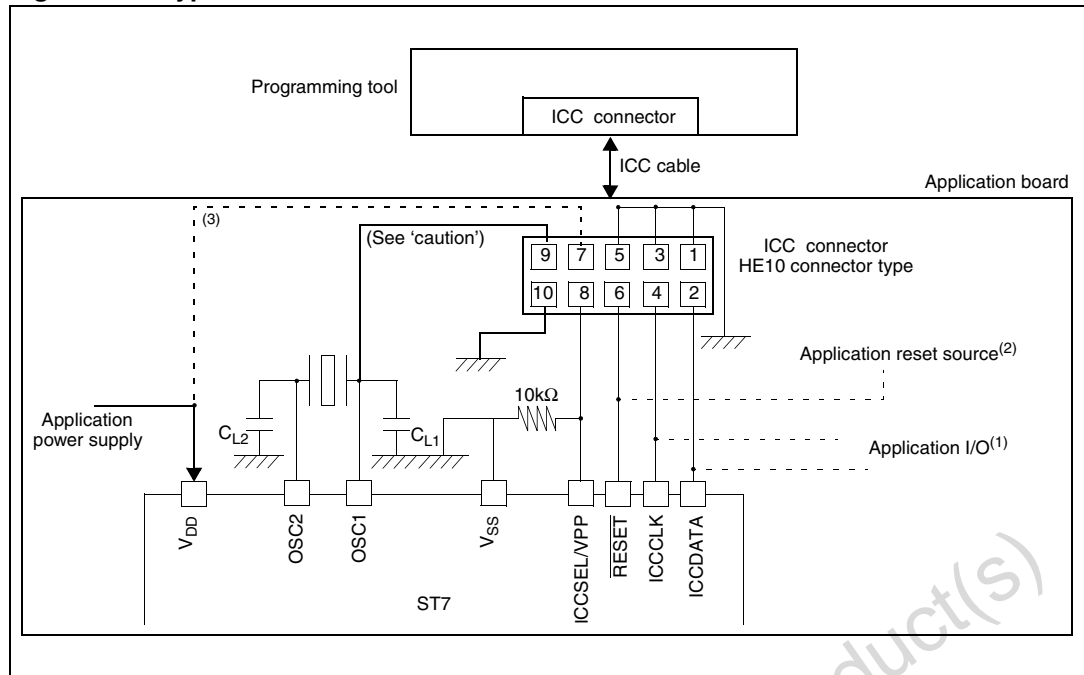 Programming tool
ICC connector
ICC cable
Application board
(3)
(See ‘caution’)
9 7 5 3 1
10 8 6 4 2
ICC connector
HE10 connector type
Application reset source(2)
10kΩ
Application
power supply
CL2
CL1
Application I/O(1)
VDD
OSC2
OSC1
VSS
ICCSEL/VPP
RESET
ICCCLK
ICCDATA
ST7
duct(s)